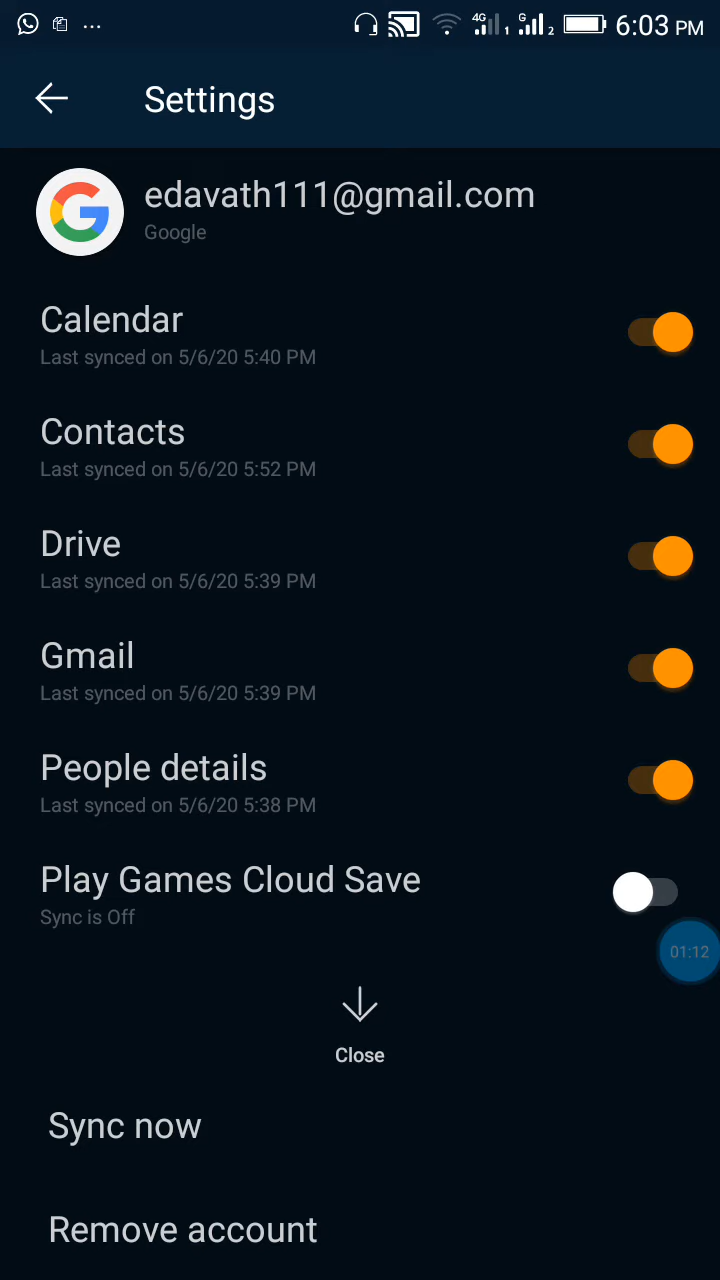 4G 1 G 2 6:03 PM
Settings
edavath111@gmail.com
Google
Calendar
Last synced on 5/6/20 5:40 PM
Contacts
Last synced on 5/6/20 5:52 PM
Drive
Last synced on 5/6/20 5:39 PM
Gmail
Last synced on 5/6/20 5:39 PM
People details
Last synced on 5/6/20 5:38 PM
Play Games Cloud Save
Sync is Off
01:12
Close
Sync now
Remove account